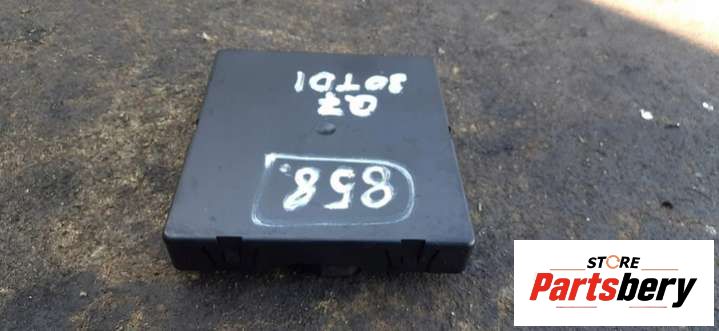 30TDI
Q7
858
STORE
Partsbery